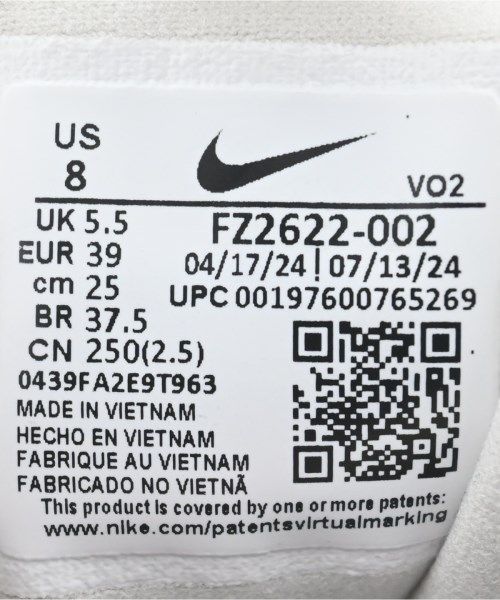 US
8
VO2
UK 5.5
EUR 39
cm 25
BR 37.5
CN 250(2.5)
FZ2622-002
04/17/24 | 07/13/24
UPC 00197600765269
0439FA2E9T963
MADE IN VIETNAM
HECHO EN VIETNAM
FABRIQUE AU VIETNAM
FABRICADO NO VIETNÃ
This product is covered by one or more patents:
www.nike.com/patentsvirtualmarking